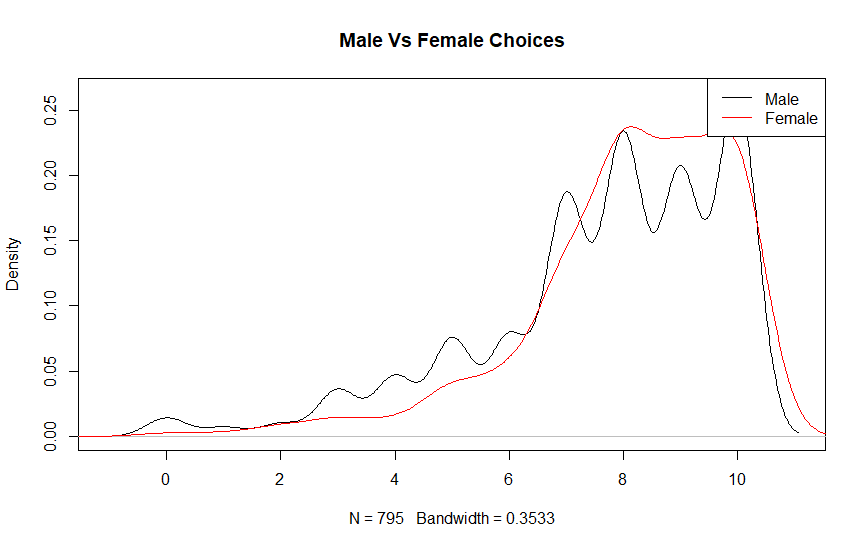 Male Vs Female Choices
Male
Female
Density
0.25
0.20
0.15
0.10
0.05
0.00
0 2 4 6 8 10
N = 795 Bandwidth = 0.3533